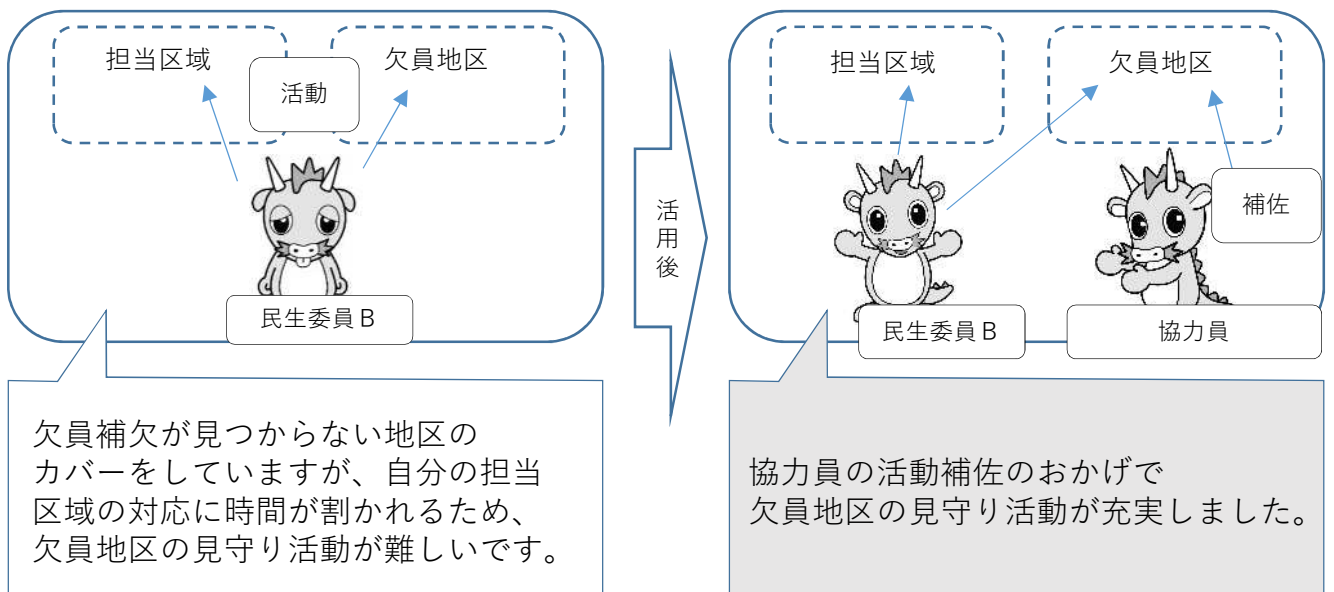 担当区域
欠員地区
活動
民生委員Ｂ
欠員補欠が見つからない地区の
カバーをしていますが、自分の担当
区域の対応に時間が割かれるため、
欠員地区の見守り活動が難しいです。
活用後
担当区域
欠員地区
補佐
民生委員Ｂ
協力員
協力員の活動補佐のおかげで
欠員地区の見守り活動が充実しました。